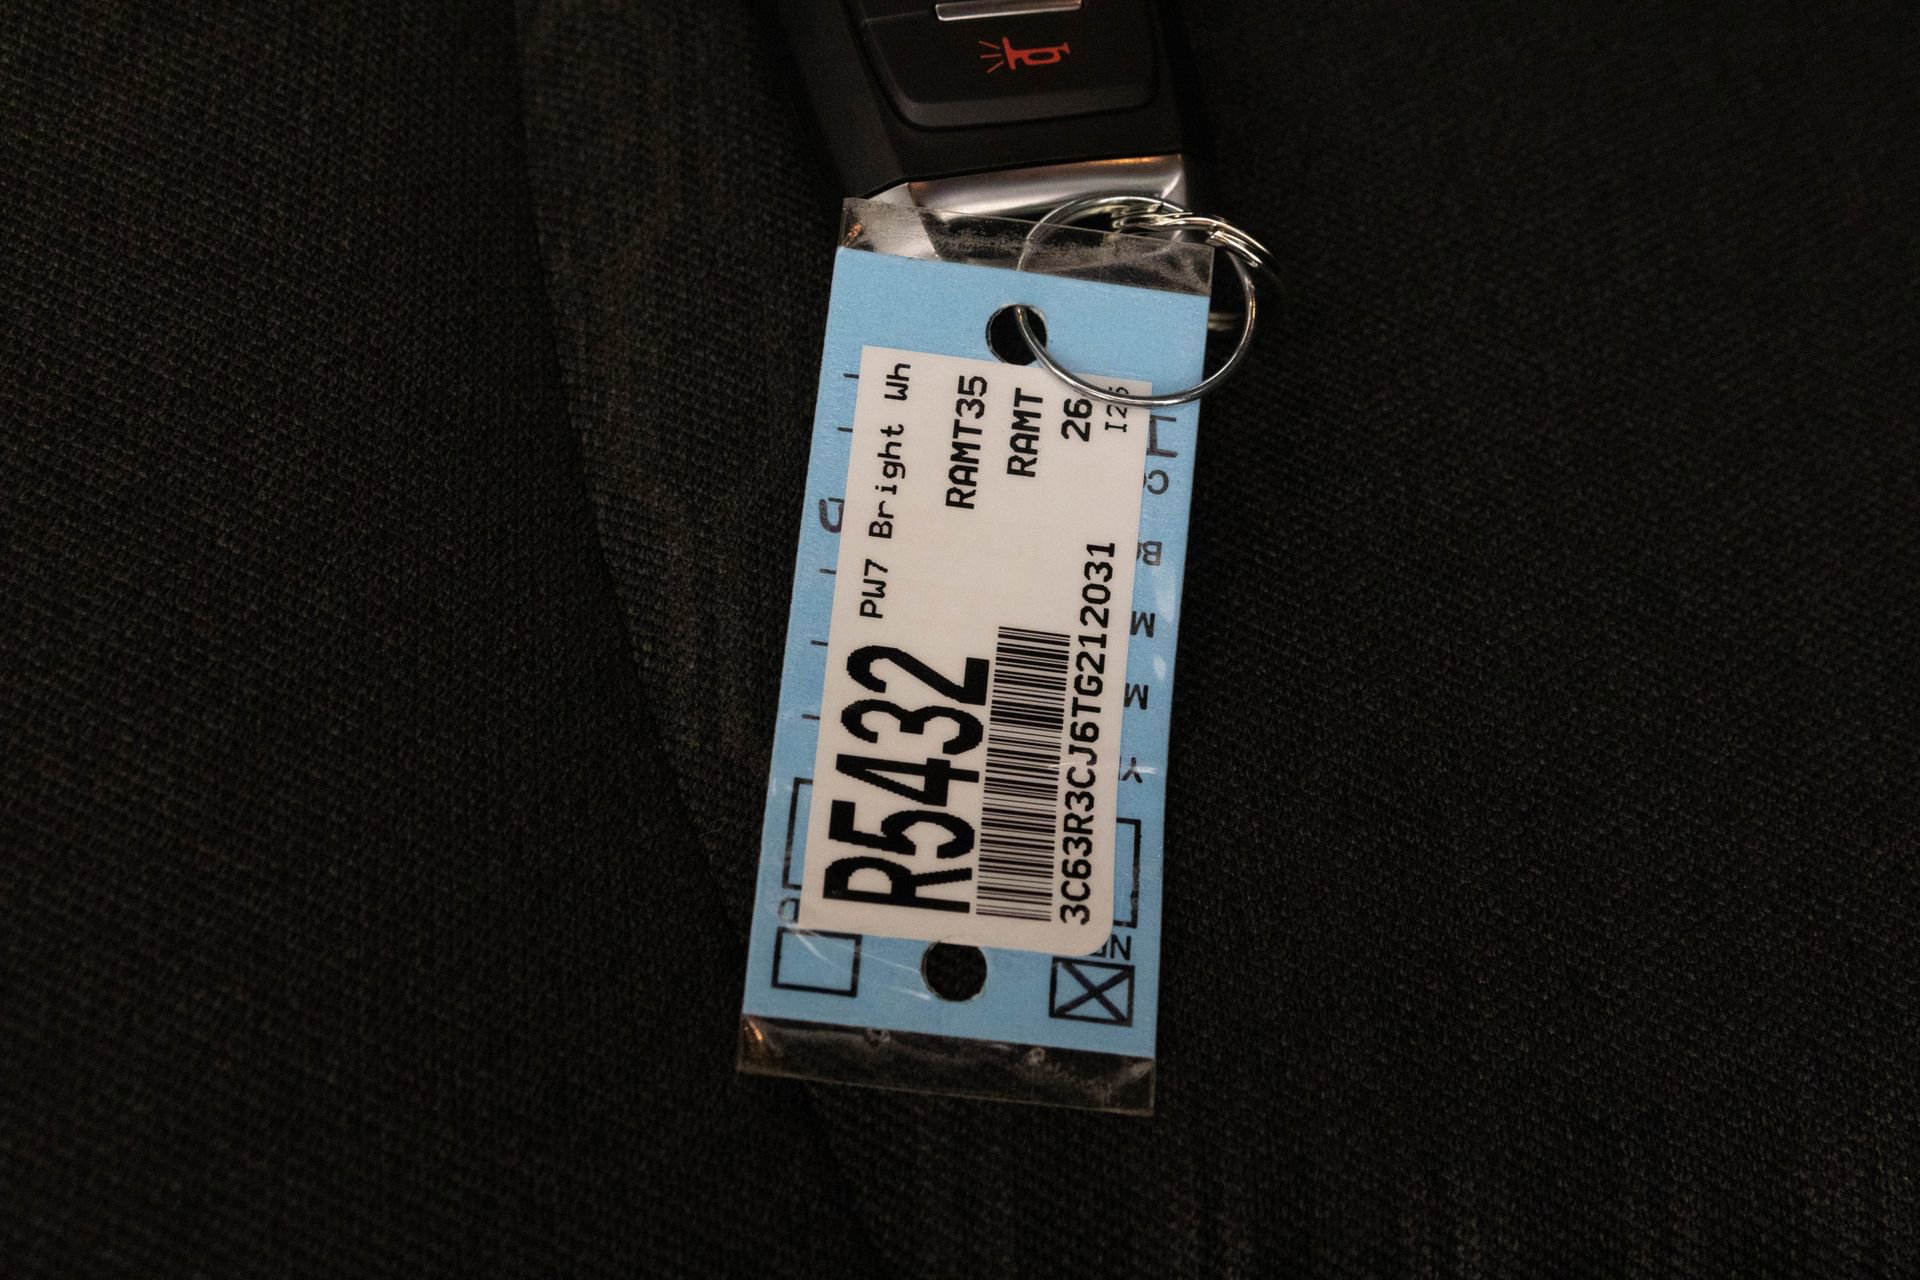 R5432 PW7 Bright Wh
RAMT35
RAMT
26
3C63R3CJ6TG212031